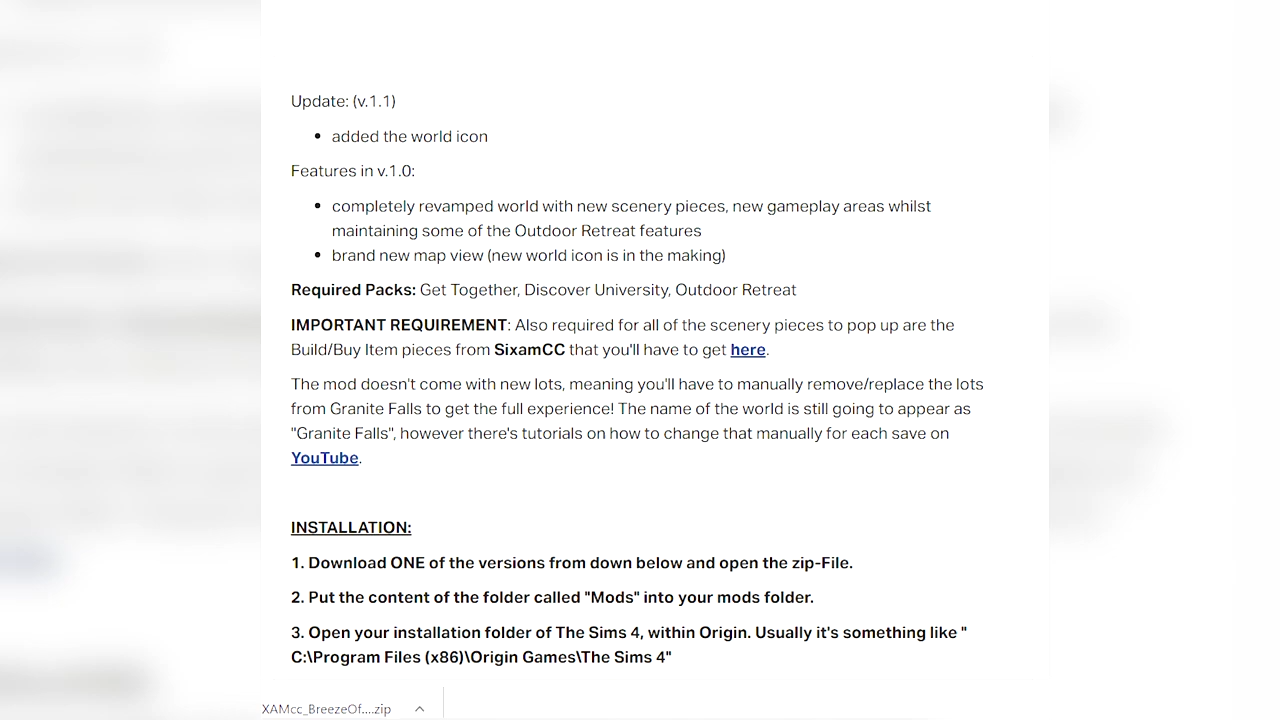 Update: (v.1.1)
• added the world icon
Features in v.1.0:
• completely revamped world with new scenery pieces, new gameplay areas whilst
maintaining some of the Outdoor Retreat features
• brand new map view (new world icon is in the making)
Required Packs: Get Together, Discover University, Outdoor Retreat
IMPORTANT REQUIREMENT: Also required for all of the scenery pieces to pop up are the
Build/Buy Item pieces from SixamCC that you'll have to get here.
The mod doesn't come with new lots, meaning you'll have to manually remove/replace the lots
from Granite Falls to get the full experience! The name of the world is still going to appear as
"Granite Falls", however there's tutorials on how to change that manually for each save on
YouTube.
INSTALLATION:
1. Download ONE of the versions from down below and open the zip-File.
2. Put the content of the folder called "Mods" into your mods folder.
3. Open your installation folder of The Sims 4, within Origin. Usually it's something like "
C:\Program Files (x86)\Origin Games\The Sims 4"
XAMcc_BreezeOf....zip